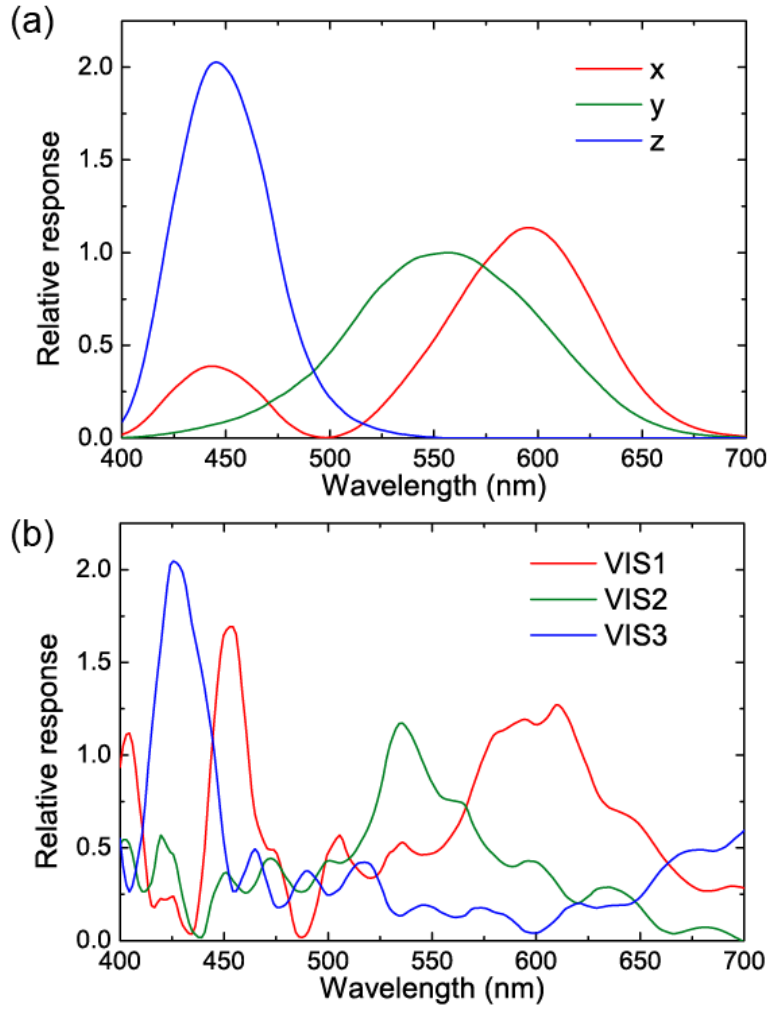 (a)
Relative response
2.0
1.5
1.0
0.5
0.0
x
y
z
400 450 500 550 600 650 700
Wavelength (nm)
(b)
Relative response
2.0
1.5
1.0
0.5
0.0
VIS1
VIS2
VIS3
400 450 500 550 600 650 700
Wavelength (nm)